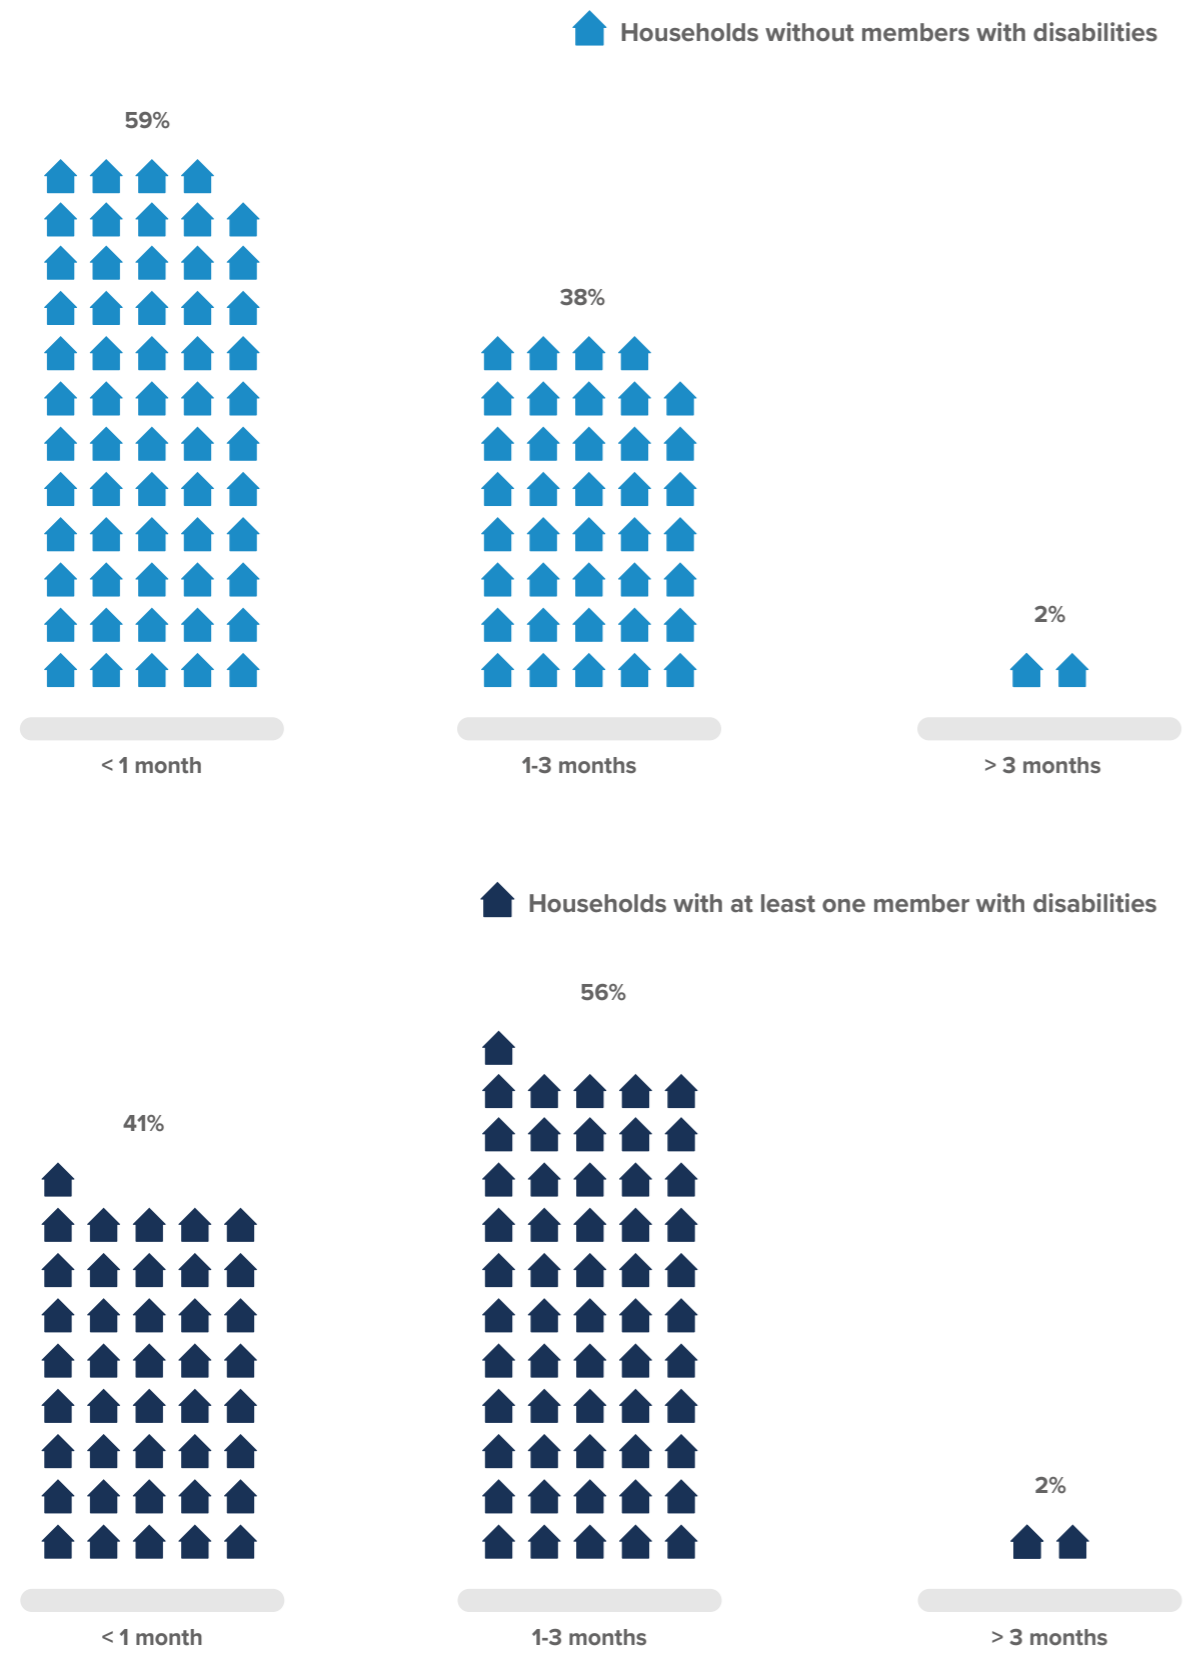 Households without members with disabilities
59%
38%
2%
< 1 month
1-3 months
> 3 months
Households with at least one member with disabilities
56%
41%
2%
< 1 month
1-3 months
> 3 months